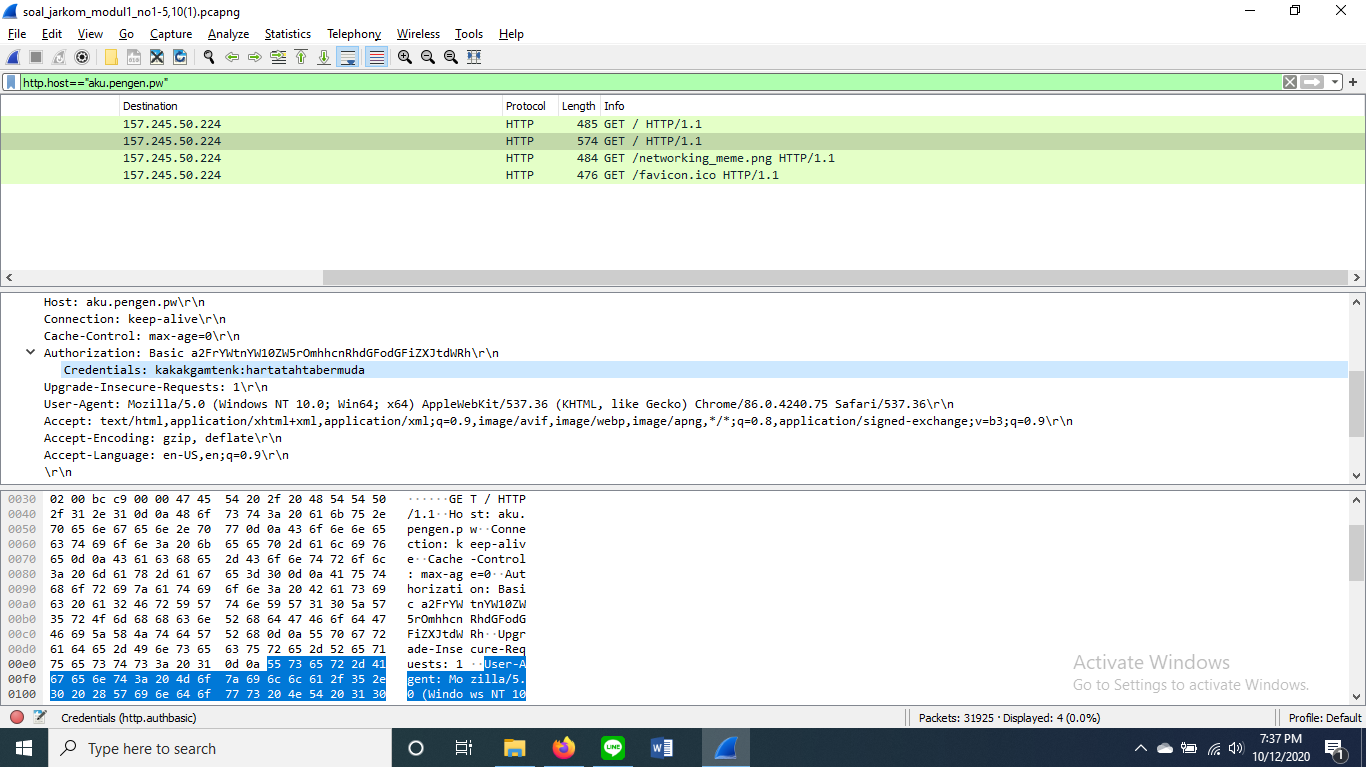 soal_jarkom_modul1_no1-5,10(1).pcapng
File Edit View Go Capture Analyze Statistics Telephony Wireless Tools Help
http.host=="aku.pengen.pw"
Destination Protocol Length Info
157.245.50.224 HTTP 485 GET / HTTP/1.1
157.245.50.224 HTTP 574 GET / HTTP/1.1
157.245.50.224 HTTP 484 GET /networking_meme.png HTTP/1.1
157.245.50.224 HTTP 476 GET /favicon.ico HTTP/1.1
Host: aku.pengen.pw\r\n
Connection: keep-alive\r\n
Cache-Control: max-age=0\r\n
Authorization: Basic a2FrYWtnYW10ZW5rOmhhcnRhdGFodGFiZXJtdWRh\r\n
Credentials: kakakgamtenk:hartatahtabermuda
Upgrade-Insecure-Requests: 1\r\n
User-Agent: Mozilla/5.0 (Windows NT 10.0; Win64; x64) AppleWebKit/537.36 (KHTML, like Gecko) Chrome/86.0.4240.75 Safari/537.36\r\n
Accept: text/html,application/xhtml+xml,application/xml;q=0.9,image/avif,image/webp,image/apng,*/*;q=0.8,application/signed-exchange;v=b3;q=0.9\r\n
Accept-Encoding: gzip, deflate\r\n
Accept-Language: en-US,en;q=0.9\r\n
\r\n
0030 02 00 bc c9 00 00 47 45 54 20 2f 20 48 54 54 50 ······GE T / HTTP
0040 2f 31 2e 31 0d 0a 48 6f 73 74 3a 20 61 6b 75 2e /1.1··Ho st: aku.
0050 70 65 6e 67 65 6e 2e 70 77 0d 0a 43 6f 6e 6e 65 pengen.p w··Conne
0060 63 74 69 6f 6e 3a 20 6b 65 65 70 2d 61 6c 69 76 ction: k eep-aliv
0070 65 0d 0a 43 61 63 68 65 2d 43 6f 6e 74 72 6f 6c e··Cache -Control
0080 3a 20 6d 61 78 2d 61 67 65 3d 30 0d 0a 41 75 74 : max-ag e=0··Aut
0090 68 6f 72 69 7a 61 74 69 6f 6e 3a 20 42 61 73 69 horizati on: Basi
00a0 63 20 61 32 46 72 59 57 74 6e 59 57 31 30 5a 57 c a2FrYW tnYW10ZW
00b0 35 72 4f 6d 68 68 63 6e 52 68 64 47 46 6f 64 47 5rOmhhcn RhdGFodG
00c0 46 69 5a 58 4a 74 64 57 52 68 0d 0a 55 70 67 72 FiZXJtdW Rh··Upgr
00d0 61 64 65 2d 49 6e 73 65 63 75 72 65 2d 52 65 71 ade-Inse cure-Req
00e0 75 65 73 74 73 3a 20 31 0d 0a 55 73 65 72 2d 41 uests: 1 ··User-A
00f0 67 65 6e 74 3a 20 4d 6f 7a 69 6c 6c 61 2f 35 2e gent: Mo zilla/5.
0100 30 20 28 57 69 6e 64 6f 77 73 20 4e 54 20 31 30 0 (Windo ws NT 10
Activate Windows
Go to Settings to activate Windows.
Credentials (http.authbasic) Packets: 31925 · Displayed: 4 (0.0%) Profile: Default
Type here to search
LINE
7:37 PM
10/12/2020
1